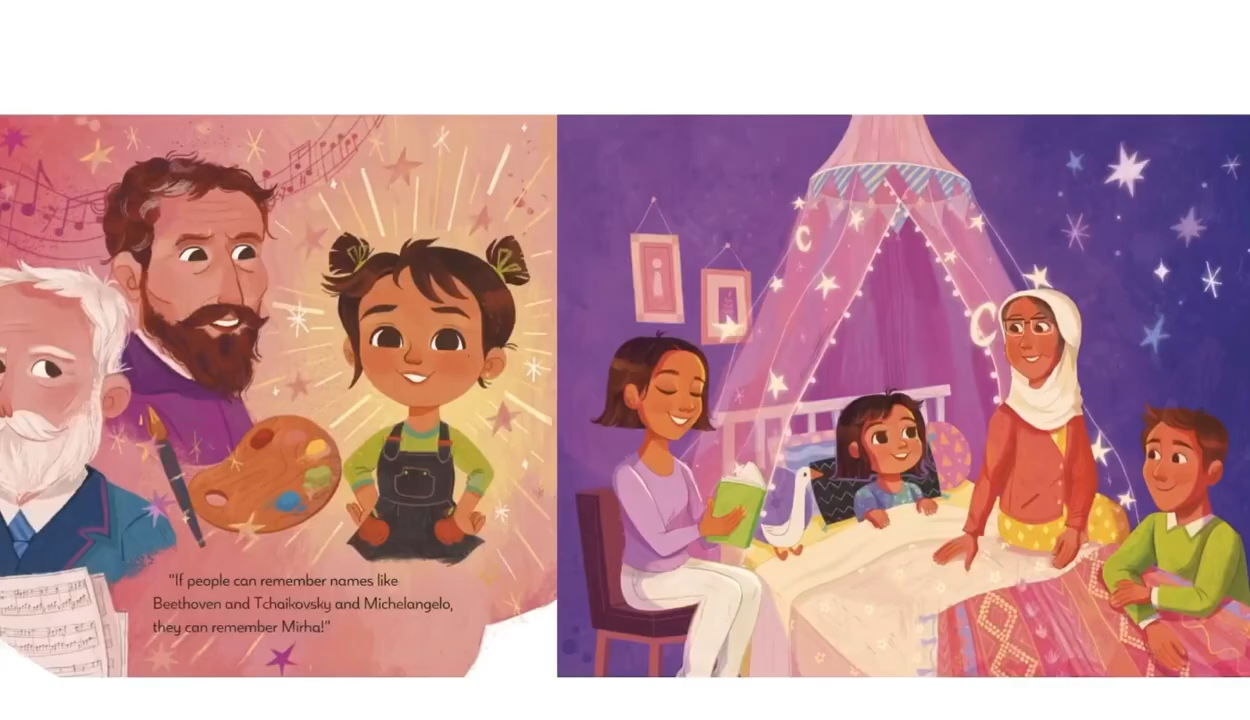 "If people can remember names like
Beethoven and Tchaikovsky and Michelangelo,
they can remember Mirha!"